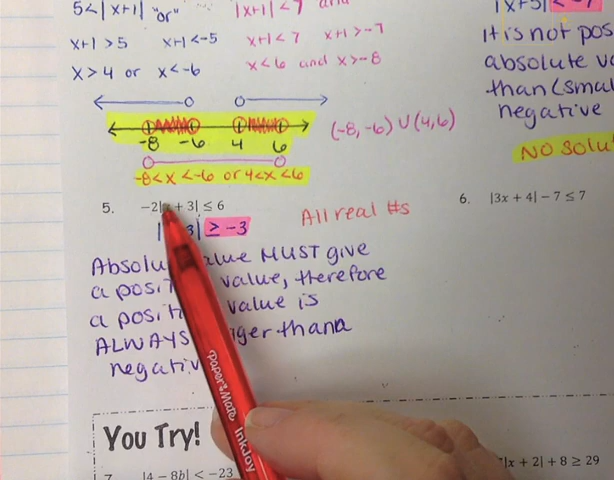 5 < |x+1| "or" |x+1| < 7 and
x+1 > 5 x+1 < -5 x+1 < 7 x+1 > -7
x > 4 or x < -6 x < 6 and x > -8
-8 -6 4 6
(-8,-6) U (4,6)
-8 < x < -6 or 4 < x < 6
|x+5| < -7
It is not pos
absolute va
than (smal
negative
NO SOLU
5. -2|x + 3| ≤ 6 All real #s
3| ≥ -3
Absolu value MUST give
a posit value, therefore
a posit value is
ALWAYS ger than a
negativ
6. |3x + 4| − 7 ≤ 7
PaperMate InkJoy
You Try!
7. |4 − 8b| < −23
|x + 2| + 8 ≥ 29